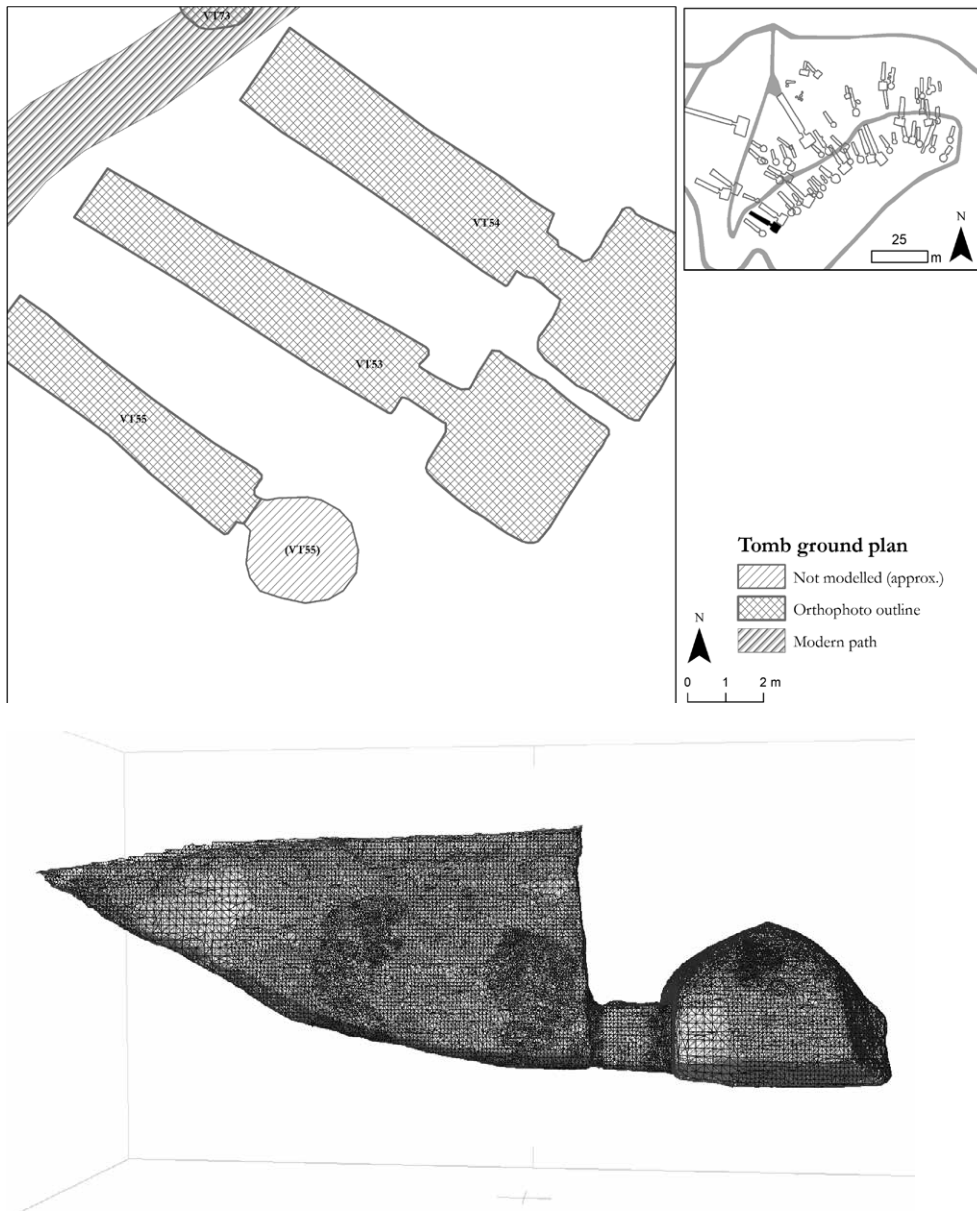 VT73
VT54
VT53
VT55
(VT55)
N
25
m
Tomb ground plan
Not modelled (approx.)
Orthophoto outline
Modern path
N
0 1 2 m